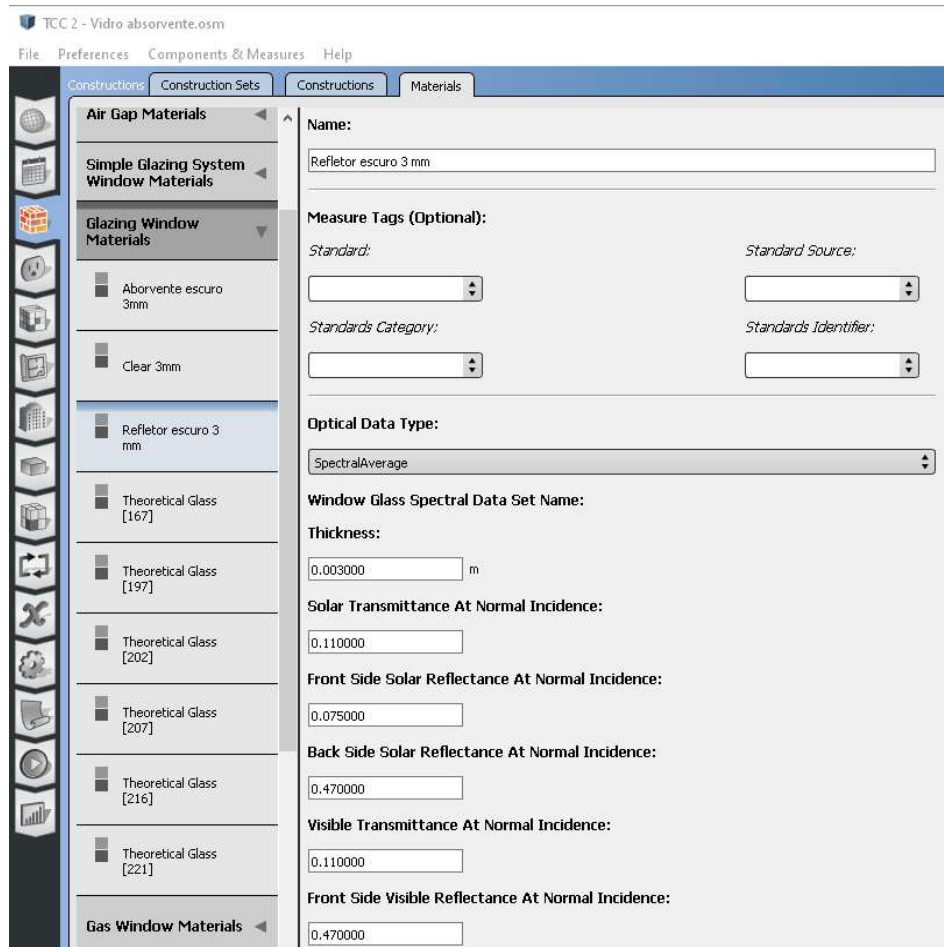 TCC 2 - Vidro absorvente.osm
File Preferences Components & Measures Help
Constructions Construction Sets Constructions Materials
Air Gap Materials
Simple Glazing System
Window Materials
Glazing Window
Materials
Aborvente escuro
3mm
Clear 3mm
Refletor escuro 3
mm
Theoretical Glass
[167]
Theoretical Glass
[197]
Theoretical Glass
[202]
Theoretical Glass
[207]
Theoretical Glass
[216]
Theoretical Glass
[221]
Gas Window Materials
Name:
Refletor escuro 3 mm
Measure Tags (Optional):
Standard: Standard Source:
Standards Category: Standards Identifier:
Optical Data Type:
SpectralAverage
Window Glass Spectral Data Set Name:
Thickness:
0.003000 m
Solar Transmittance At Normal Incidence:
0.110000
Front Side Solar Reflectance At Normal Incidence:
0.075000
Back Side Solar Reflectance At Normal Incidence:
0.470000
Visible Transmittance At Normal Incidence:
0.110000
Front Side Visible Reflectance At Normal Incidence:
0.470000